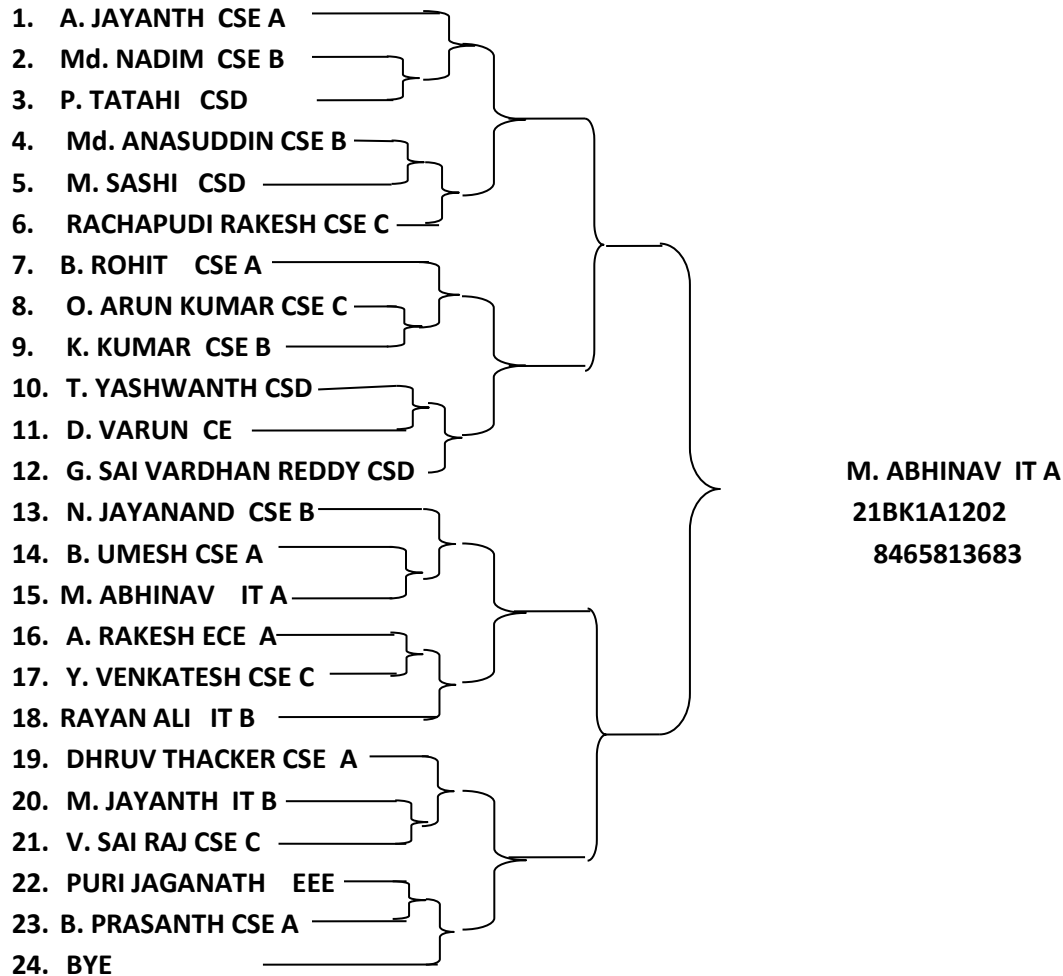 1. A. JAYANTH CSE A
2. Md. NADIM CSE B
3. P. TATAHI CSD
4. Md. ANASUDDIN CSE B
5. M. SASHI CSD
6. RACHAPUDI RAKESH CSE C
7. B. ROHIT CSE A
8. O. ARUN KUMAR CSE C
9. K. KUMAR CSE B
10. T. YASHWANTH CSD
11. D. VARUN CE
12. G. SAI VARDHAN REDDY CSD
13. N. JAYANAND CSE B
14. B. UMESH CSE A
15. M. ABHINAV IT A
16. A. RAKESH ECE A
17. Y. VENKATESH CSE C
18. RAYAN ALI IT B
19. DHRUV THACKER CSE A
20. M. JAYANTH IT B
21. V. SAI RAJ CSE C
22. PURI JAGANATH EEE
23. B. PRASANTH CSE A
24. BYE
M. ABHINAV IT A
21BK1A1202
8465813683